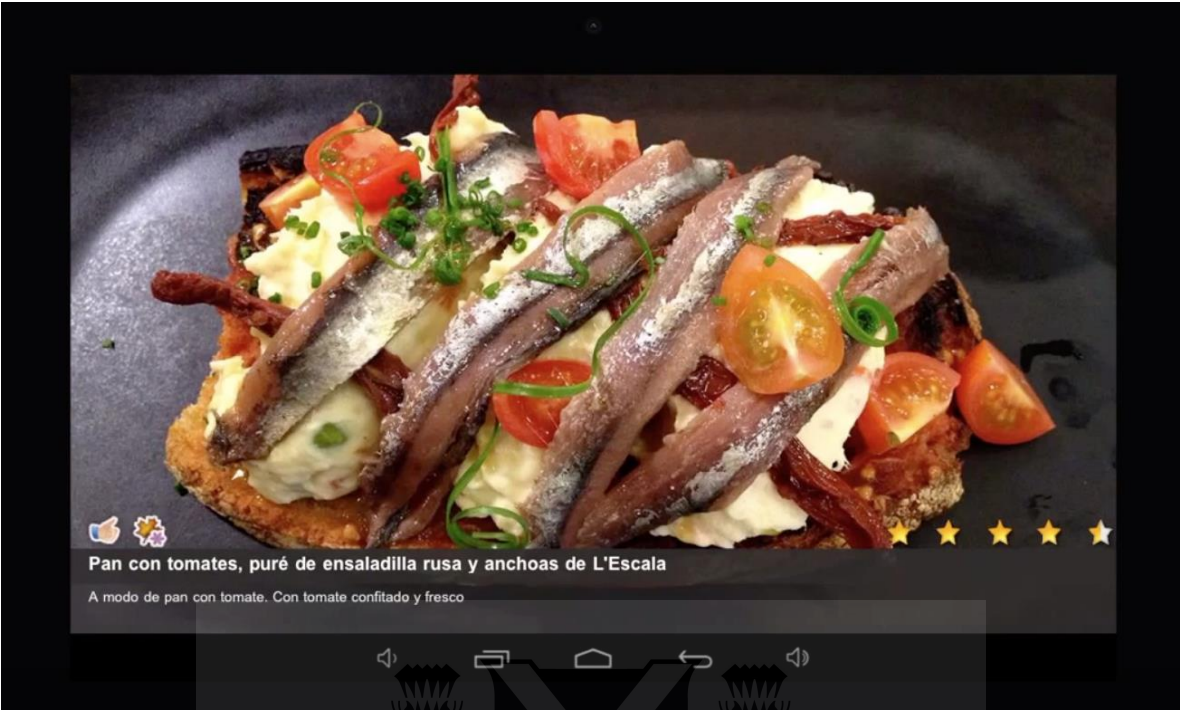 Pan con tomates, puré de ensaladilla rusa y anchoas de L'Escala
A modo de pan con tomate. Con tomate confitado y fresco